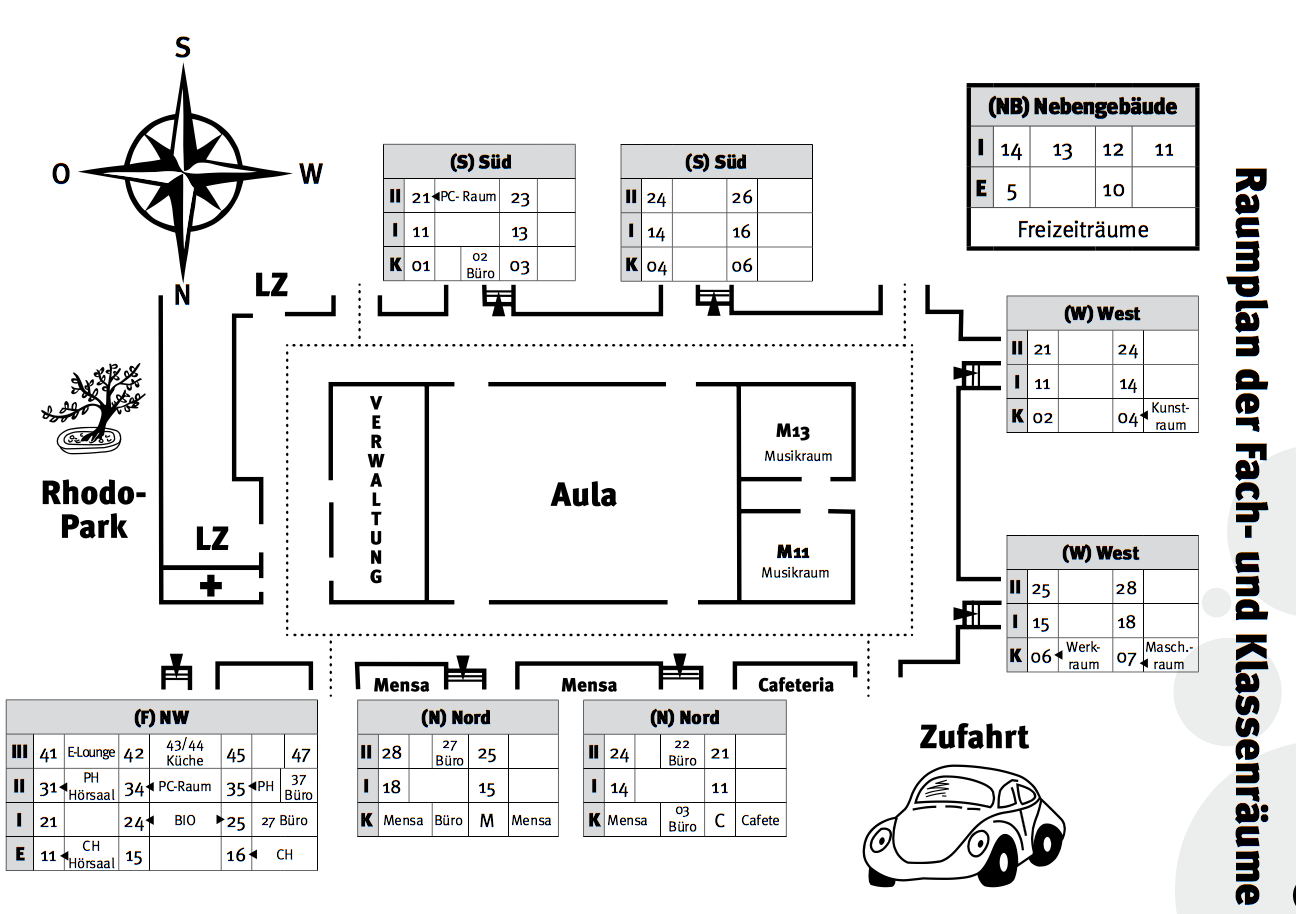 S
O
W
N
(S) Süd
II 21 ◀PC- Raum 23
I 11 13
K 01 02 Büro 03
(S) Süd
II 24 26
I 14 16
K 04 06
(NB) Nebengebäude
I 14 13 12 11
E 5 10
Freizeiträume
Raumplan der Fach- und Klassenräume
LZ
(W) West
II 21 24
I 11 14
K 02 04 ◀ Kunst-
raum
Rhodo-
Park
LZ
VERWALTUNG
Aula
M13
Musikraum
M11
Musikraum
(W) West
II 25 28
I 15 18
K 06 ◀ Werk-
raum 07 ◀ Masch.-
raum
Mensa
Mensa
Cafeteria
(F) NW
III 41 E-Lounge 42 43/44
Küche 45 47
II 31 ◀ PH
Hörsaal 34 ◀ PC-Raum 35 ◀ PH 37
Büro
I 21 24 ◀ BIO ▶ 25 27 Büro
E 11 ◀ CH
Hörsaal 15 16 ◀ CH
(N) Nord
II 28 27
Büro 25
I 18 15
K Mensa Büro M Mensa
(N) Nord
II 24 22
Büro 21
I 14 11
K Mensa 03
Büro C Cafete
Zufahrt